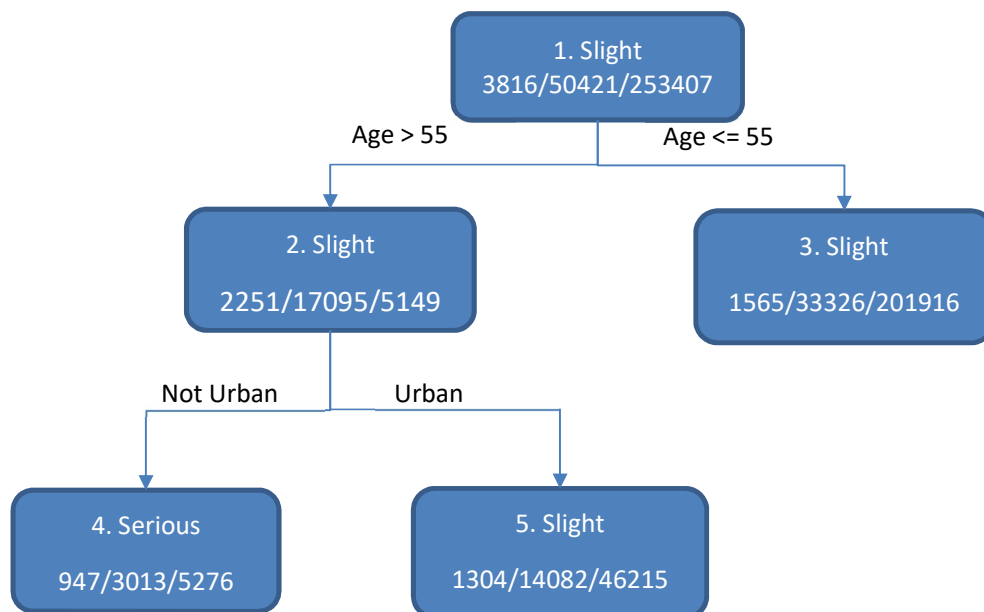 1. Slight
3816/50421/253407
Age > 55
Age <= 55
2. Slight
2251/17095/5149
3. Slight
1565/33326/201916
Not Urban
Urban
4. Serious
947/3013/5276
5. Slight
1304/14082/46215